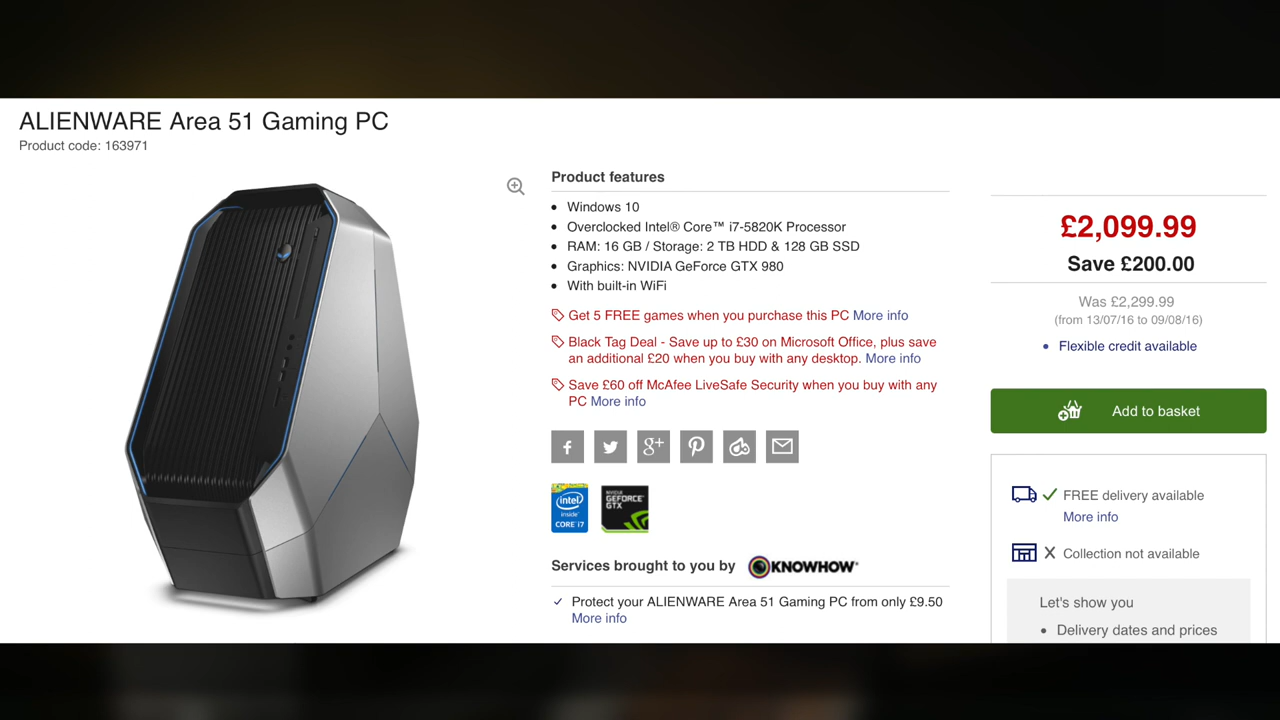 ALIENWARE Area 51 Gaming PC
Product code: 163971
Product features
Windows 10
Overclocked Intel® Core™ i7-5820K Processor
RAM: 16 GB / Storage: 2 TB HDD & 128 GB SSD
Graphics: NVIDIA GeForce GTX 980
With built-in WiFi
Get 5 FREE games when you purchase this PC More info
Black Tag Deal - Save up to £30 on Microsoft Office, plus save
an additional £20 when you buy with any desktop. More info
Save £60 off McAfee LiveSafe Security when you buy with any
PC More info
f
g+
intel
inside
CORE i7
NVIDIA
GEFORCE
GTX
Services brought to you by KNOWHOW
Protect your ALIENWARE Area 51 Gaming PC from only £9.50
More info
£2,099.99
Save £200.00
Was £2,299.99
(from 13/07/16 to 09/08/16)
Flexible credit available
Add to basket
FREE delivery available
More info
X Collection not available
Let's show you
Delivery dates and prices